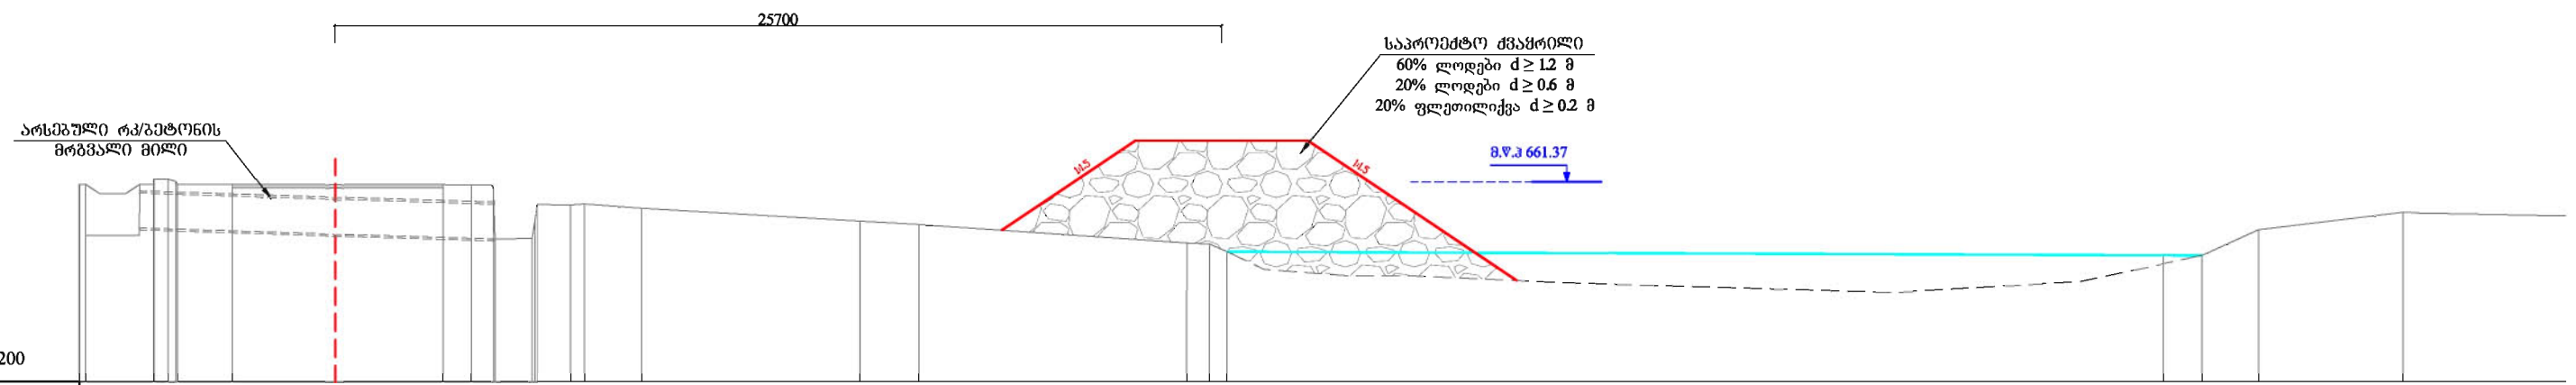 25700
საპროექტო ქვაყრილი
60% ლოდები d ≥ 1.2 მ
20% ლოდები d ≥ 0.6 მ
20% ფლეთილქვა d ≥ 0.2 მ
არსებული რკ/ბეტონის
მრგვალი მილი
მ.წ.ჰ 661.37
1:1.5
1:1.5
200